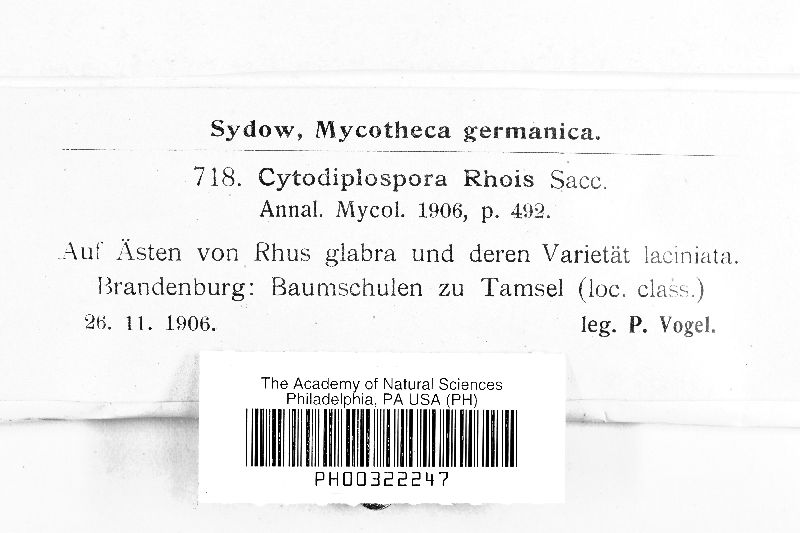 Sydow, Mycotheca germanica.
718. Cytodiplospora Rhois Sacc.
Annal. Mycol. 1906, p. 492.
Auf Ästen von Rhus glabra und deren Varietät laciniata.
Brandenburg: Baumschulen zu Tamsel (loc. class.)
26. 11. 1906. leg. P. Vogel.
The Academy of Natural Sciences
Philadelphia, PA USA (PH)
PH00322247